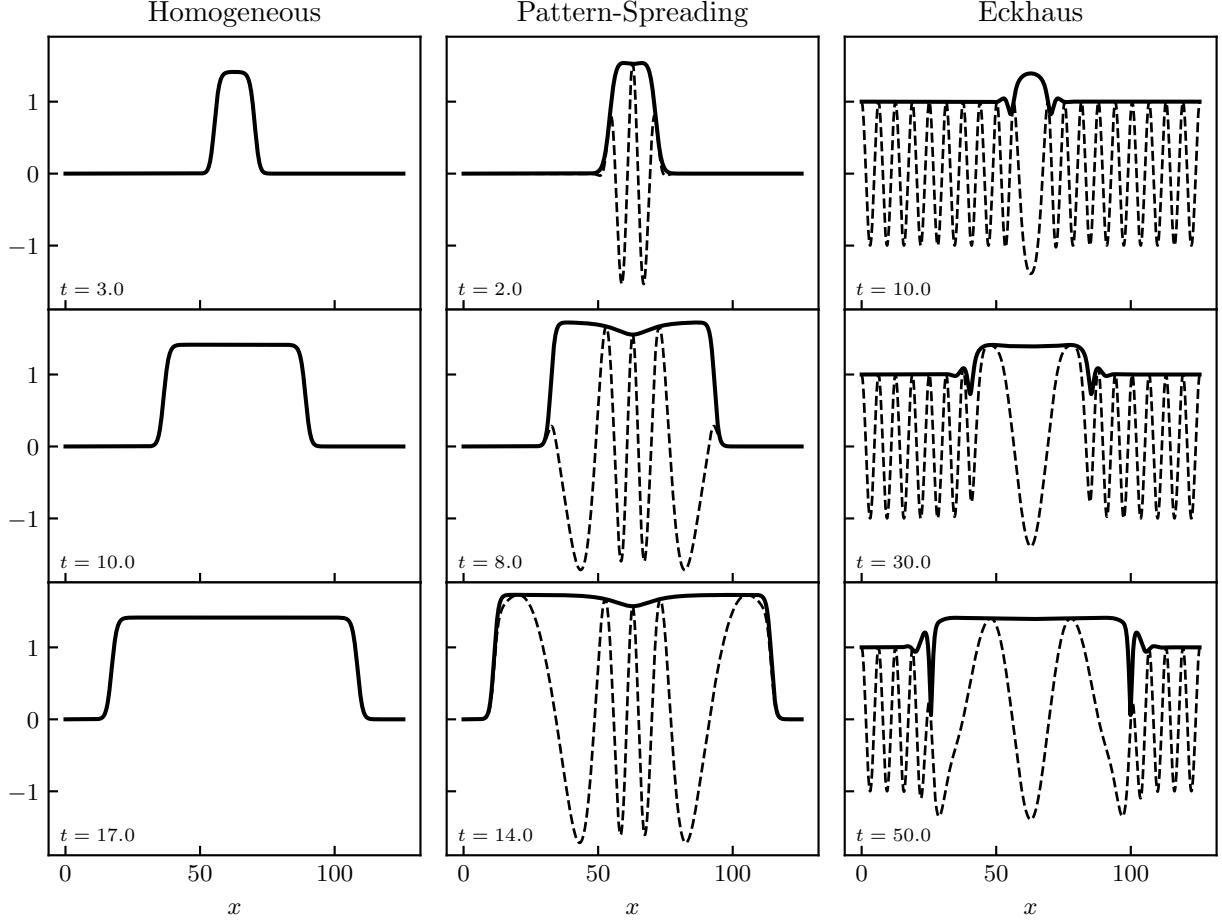 Homogeneous Pattern-Spreading Eckhaus
1
0
−1
t = 3.0
t = 2.0
t = 10.0
1
0
−1
t = 10.0
t = 8.0
t = 30.0
1
0
−1
t = 17.0
t = 14.0
t = 50.0
0 50 100 0 50 100 0 50 100
x x x